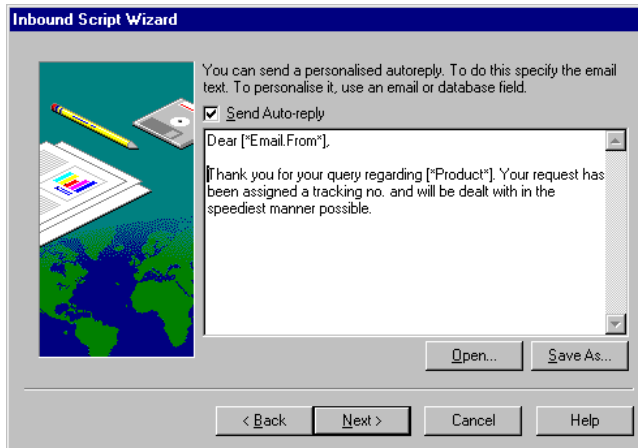 Inbound Script Wizard
You can send a personalised autoreply. To do this specify the email
text. To personalise it, use an email or database field.
Send Auto-reply
Dear [*Email.From*],
Thank you for your query regarding [*Product*]. Your request has
been assigned a tracking no. and will be dealt with in the
speediest manner possible.
Open...
Save As...
< Back
Next >
Cancel
Help